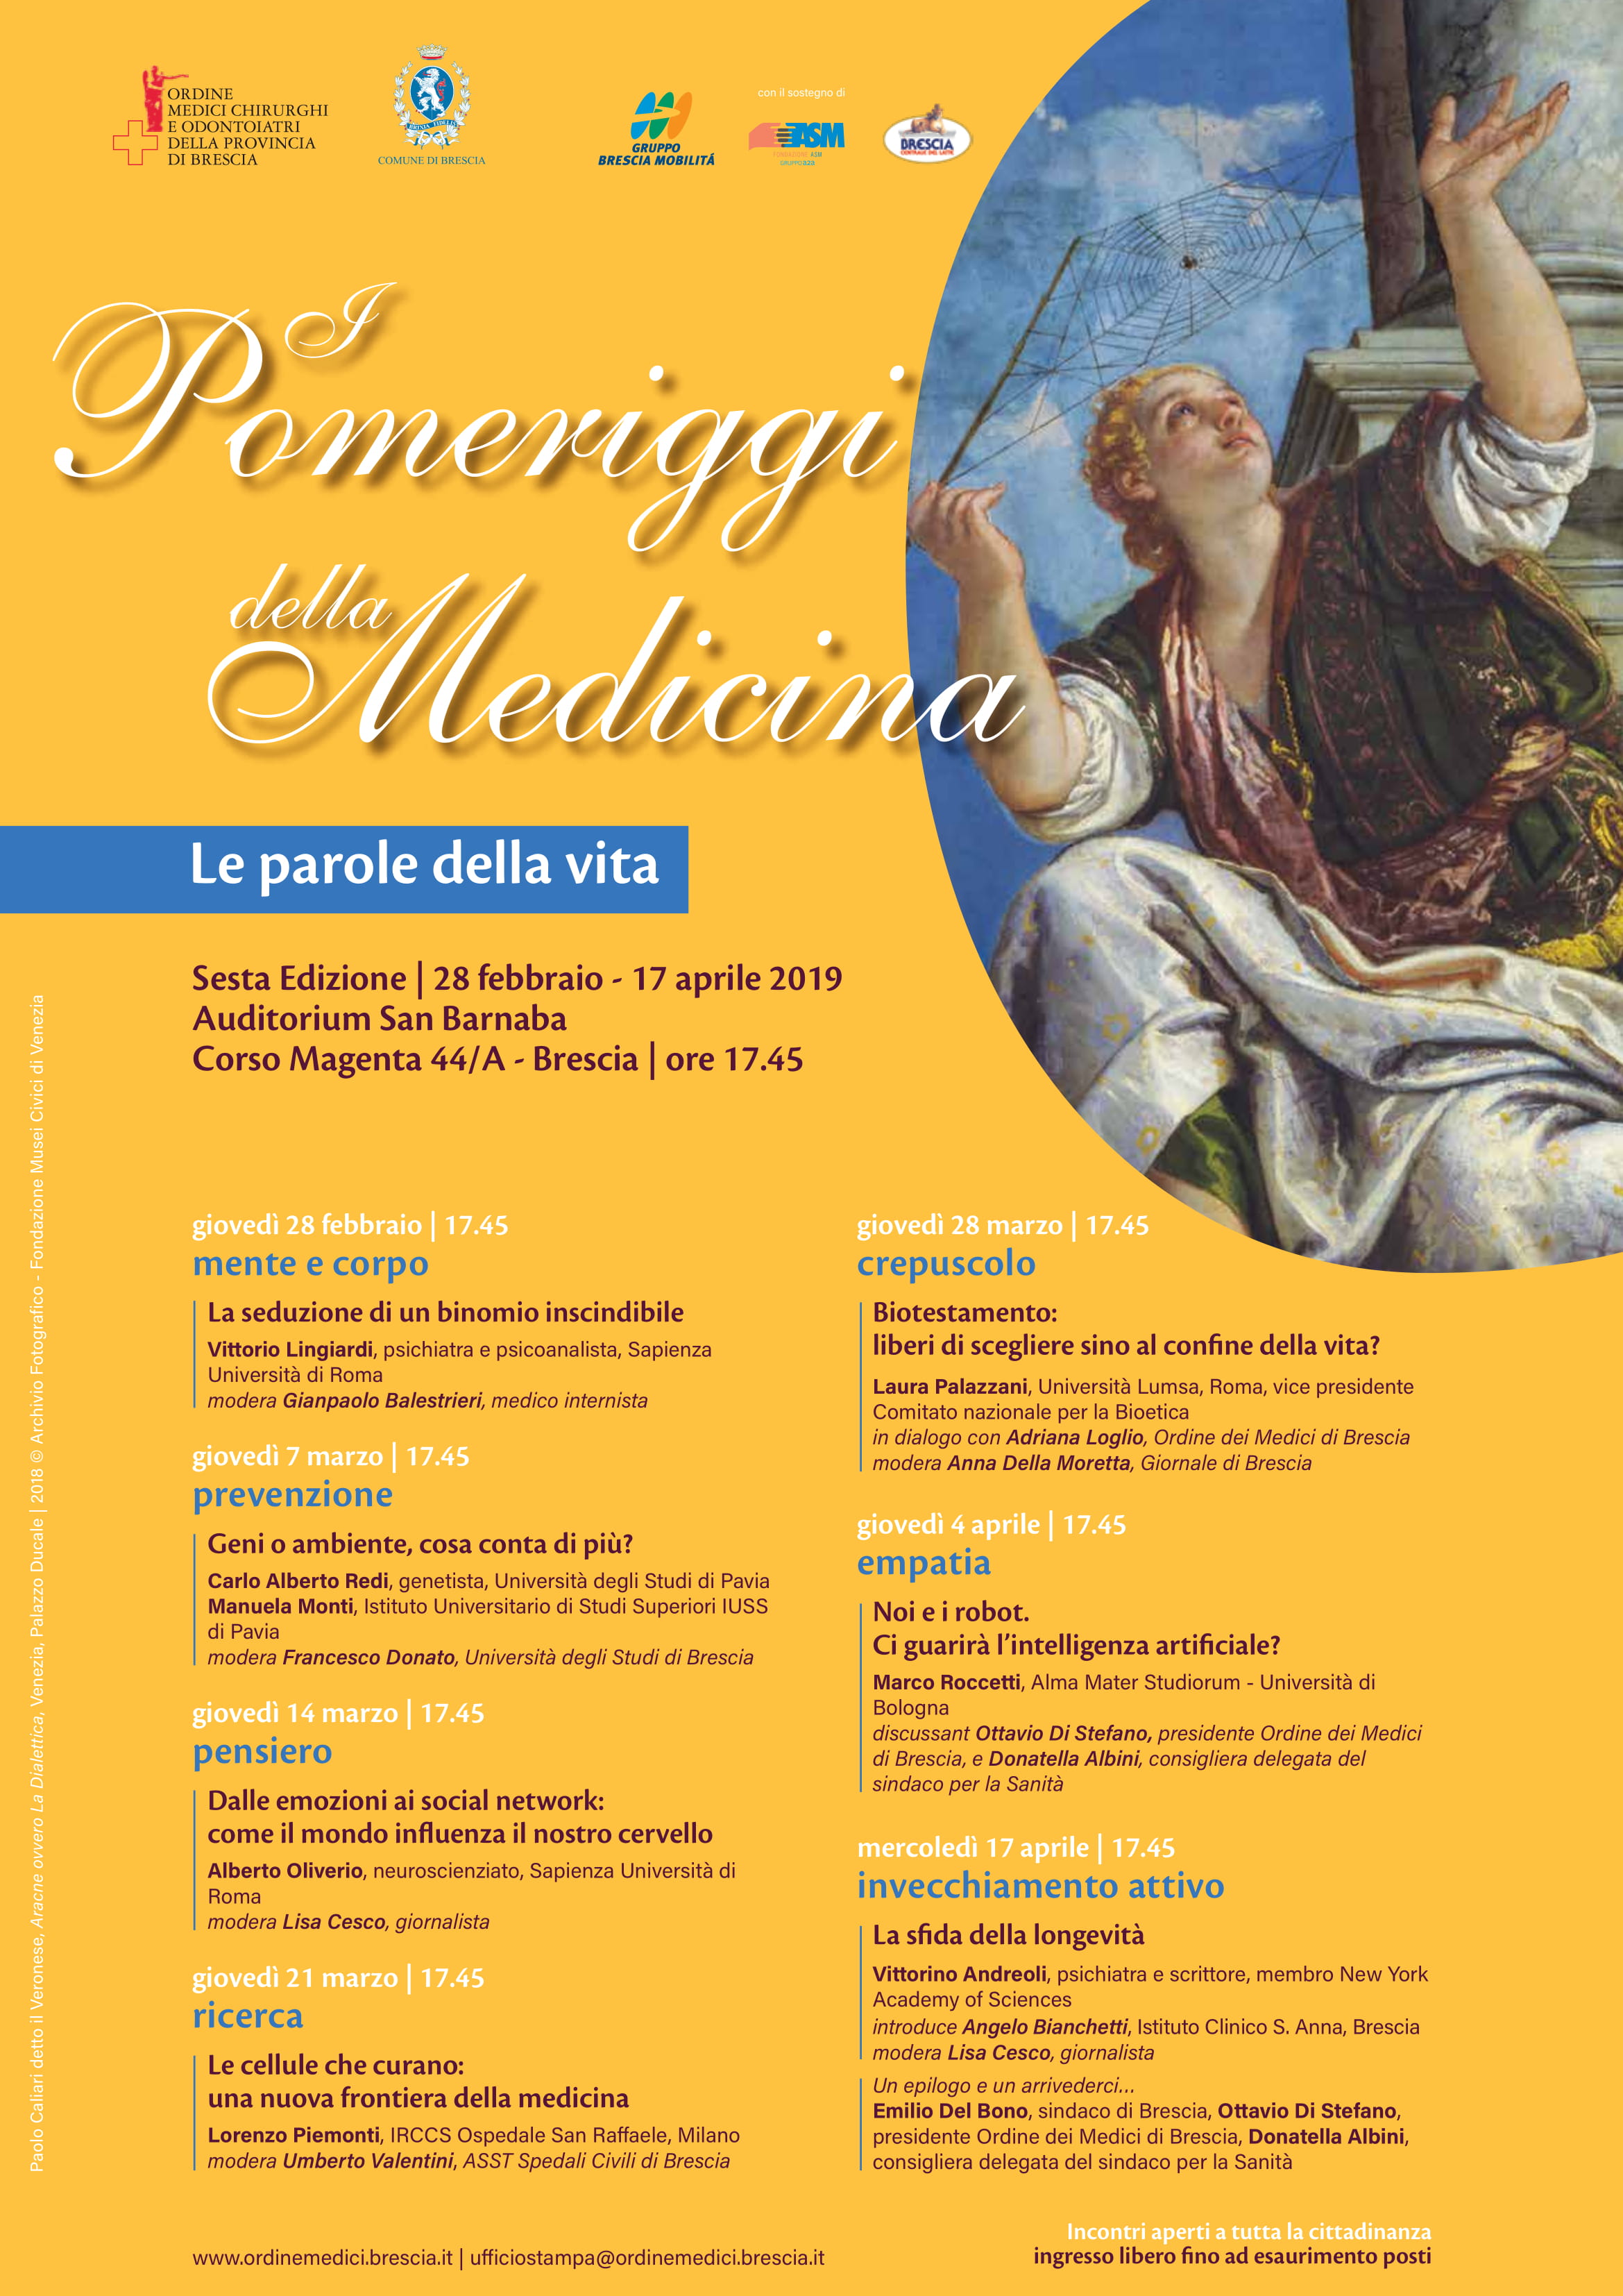 ORDINE
MEDICI CHIRURGHI
E ODONTOIATRI
DELLA PROVINCIA
DI BRESCIA
BRIXIA FIDELIS
COMUNE DI BRESCIA
GRUPPO
BRESCIA MOBILITÁ
con il sostegno di
ASM
FONDAZIONE ASM
GRUPPO a2a
BRESCIA
CENTRALE DEL LATTE
I
Pomeriggi
della
Medicina
Le parole della vita
Sesta Edizione | 28 febbraio - 17 aprile 2019
Auditorium San Barnaba
Corso Magenta 44/A - Brescia | ore 17.45
giovedì 28 febbraio | 17.45
mente e corpo
La seduzione di un binomio inscindibile
Vittorio Lingiardi, psichiatra e psicoanalista, Sapienza
Università di Roma
modera Gianpaolo Balestrieri, medico internista
giovedì 7 marzo | 17.45
prevenzione
Geni o ambiente, cosa conta di più?
Carlo Alberto Redi, genetista, Università degli Studi di Pavia
Manuela Monti, Istituto Universitario di Studi Superiori IUSS
di Pavia
modera Francesco Donato, Università degli Studi di Brescia
giovedì 14 marzo | 17.45
pensiero
Dalle emozioni ai social network:
come il mondo influenza il nostro cervello
Alberto Oliverio, neuroscienziato, Sapienza Università di
Roma
modera Lisa Cesco, giornalista
giovedì 21 marzo | 17.45
ricerca
Le cellule che curano:
una nuova frontiera della medicina
Lorenzo Piemonti, IRCCS Ospedale San Raffaele, Milano
modera Umberto Valentini, ASST Spedali Civili di Brescia
giovedì 28 marzo | 17.45
crepuscolo
Biotestamento:
liberi di scegliere sino al confine della vita?
Laura Palazzani, Università Lumsa, Roma, vice presidente
Comitato nazionale per la Bioetica
in dialogo con Adriana Loglio, Ordine dei Medici di Brescia
modera Anna Della Moretta, Giornale di Brescia
giovedì 4 aprile | 17.45
empatia
Noi e i robot.
Ci guarirà l'intelligenza artificiale?
Marco Roccetti, Alma Mater Studiorum - Università di
Bologna
discussant Ottavio Di Stefano, presidente Ordine dei Medici
di Brescia, e Donatella Albini, consigliera delegata del
sindaco per la Sanità
mercoledì 17 aprile | 17.45
invecchiamento attivo
La sfida della longevità
Vittorino Andreoli, psichiatra e scrittore, membro New York
Academy of Sciences
introduce Angelo Bianchetti, Istituto Clinico S. Anna, Brescia
modera Lisa Cesco, giornalista
Un epilogo e un arrivederci...
Emilio Del Bono, sindaco di Brescia, Ottavio Di Stefano,
presidente Ordine dei Medici di Brescia, Donatella Albini,
consigliera delegata del sindaco per la Sanità
www.ordinemedici.brescia.it | ufficiostampa@ordinemedici.brescia.it
Incontri aperti a tutta la cittadinanza
ingresso libero fino ad esaurimento posti
Paolo Caliari detto il Veronese, Aracne ovvero La Dialettica, Venezia, Palazzo Ducale | 2018 © Archivio Fotografico - Fondazione Musei Civici di Venezia